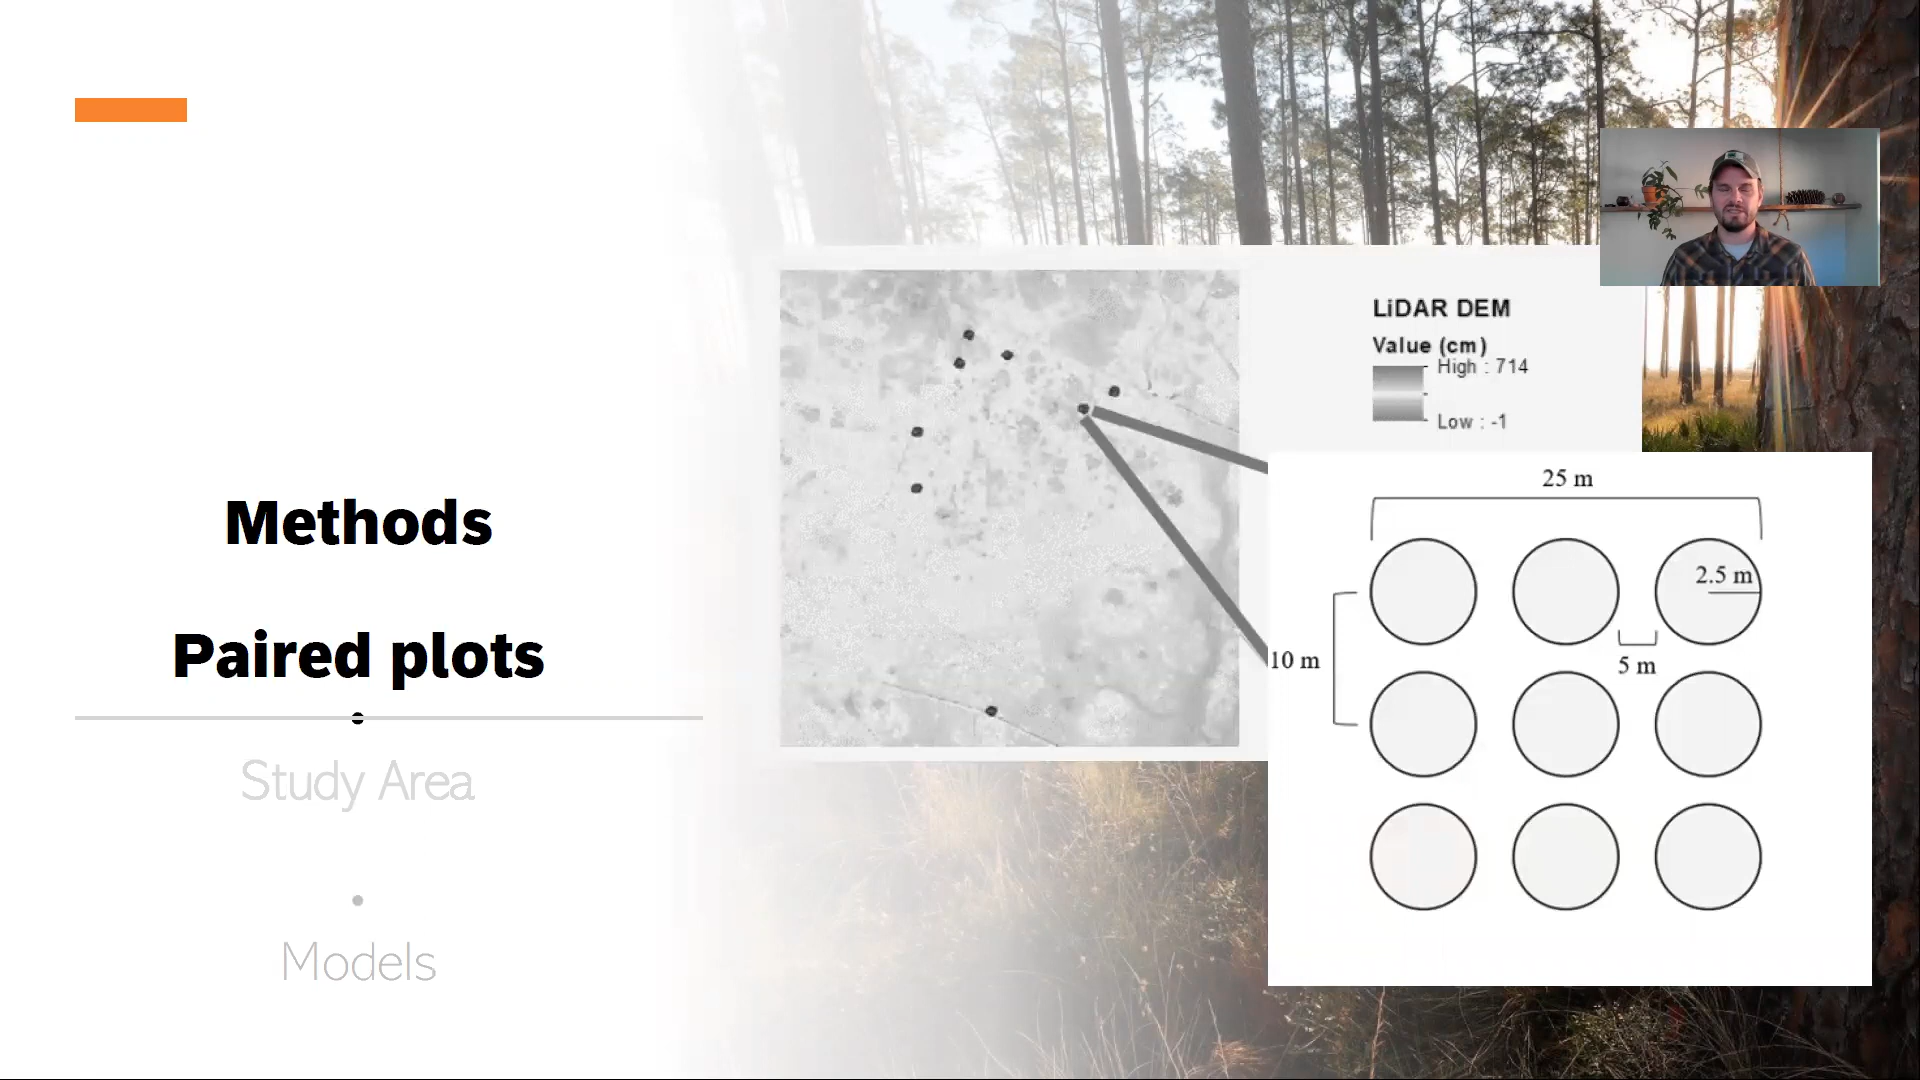 Methods
Paired plots
Study Area
Models
LiDAR DEM
Value (cm)
High : 714
Low : -1
25 m
2.5 m
5 m
10 m